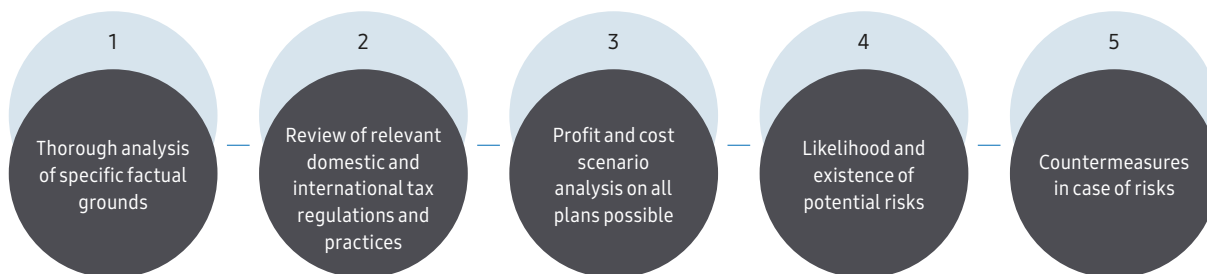 1
Thorough analysis
of specific factual
grounds
2
Review of relevant
domestic and
international tax
regulations and
practices
3
Profit and cost
scenario
analysis on all
plans possible
4
Likelihood and
existence of
potential risks
5
Countermeasures
in case of risks